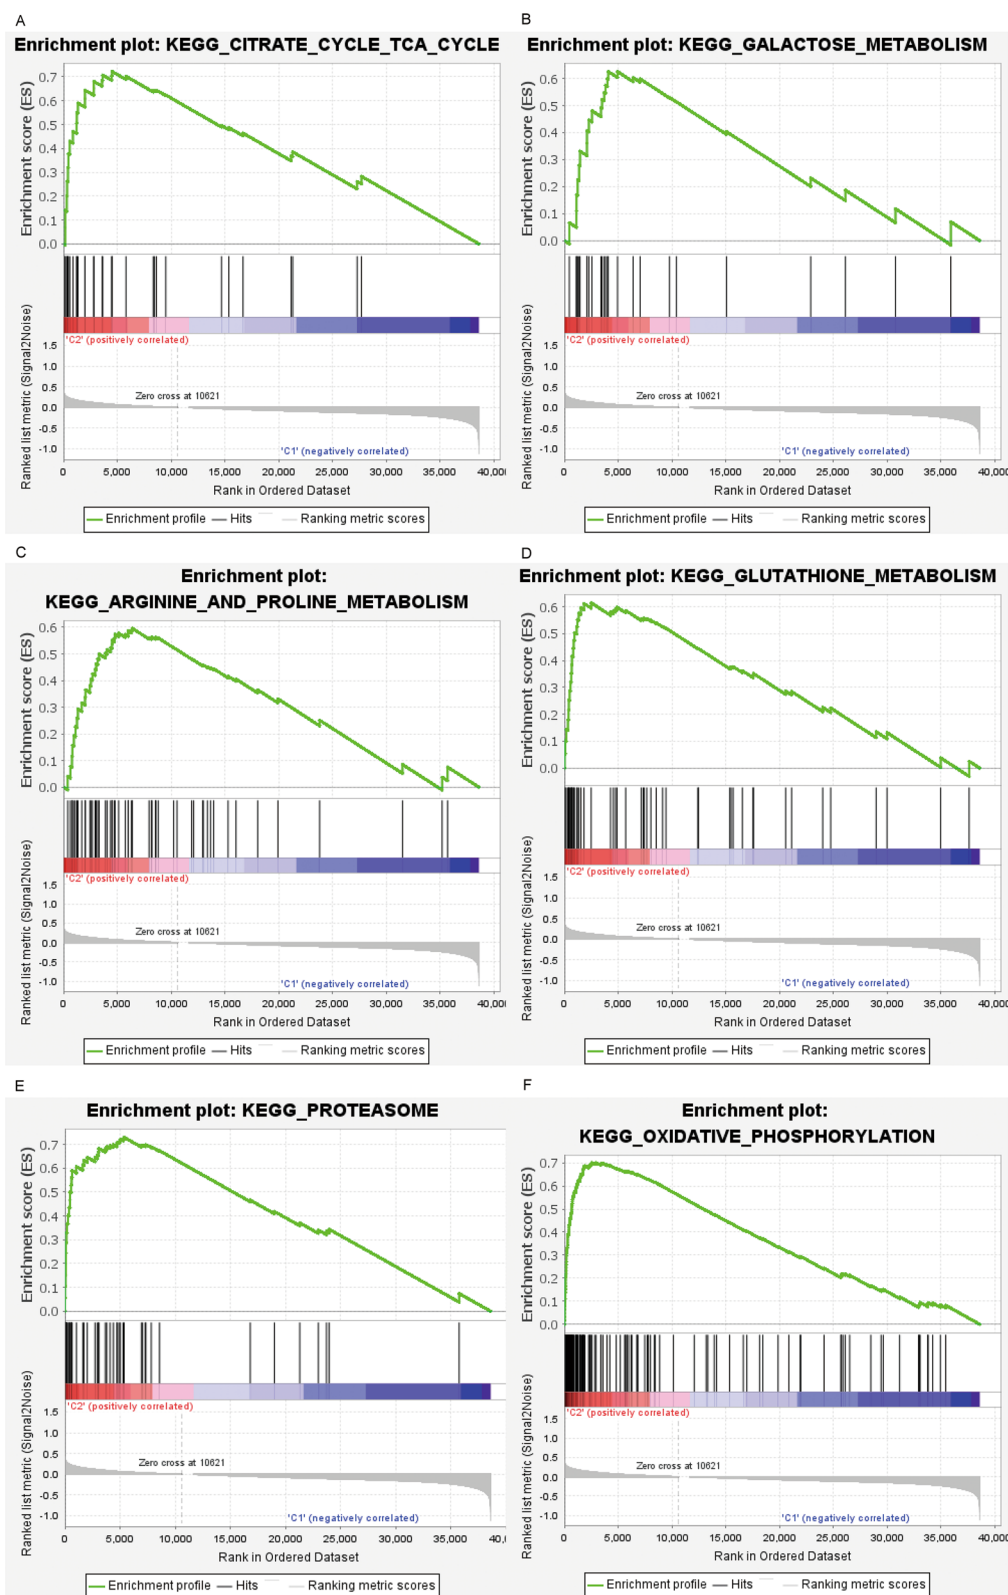 A
Enrichment plot: KEGG_CITRATE_CYCLE_TCA_CYCLE
Enrichment score (ES)
0.7
0.6
0.5
0.4
0.3
0.2
0.1
0.0
'C2' (positively correlated)
Ranked list metric (Signal2Noise)
1.5
1.0
0.5
0.0
-0.5
-1.0
Zero cross at 10621
'C1' (negatively correlated)
0 5,000 10,000 15,000 20,000 25,000 30,000 35,000 40,00
Rank in Ordered Dataset
Enrichment profile Hits Ranking metric scores
B
Enrichment plot: KEGG_GALACTOSE_METABOLISM
Enrichment score (ES)
0.6
0.5
0.4
0.3
0.2
0.1
0.0
'C2' (positively correlated)
Ranked list metric (Signal2Noise)
1.5
1.0
0.5
0.0
-0.5
-1.0
Zero cross at 10621
'C1' (negatively correlated)
0 5,000 10,000 15,000 20,000 25,000 30,000 35,000 40,000
Rank in Ordered Dataset
Enrichment profile Hits Ranking metric scores
C
Enrichment plot:
KEGG_ARGININE_AND_PROLINE_METABOLISM
Enrichment score (ES)
0.6
0.5
0.4
0.3
0.2
0.1
0.0
'C2' (positively correlated)
Ranked list metric (Signal2Noise)
1.5
1.0
0.5
0.0
-0.5
-1.0
Zero cross at 10621
'C1' (negatively correlated)
0 5,000 10,000 15,000 20,000 25,000 30,000 35,000 40,000
Rank in Ordered Dataset
Enrichment profile Hits Ranking metric scores
D
Enrichment plot: KEGG_GLUTATHIONE_METABOLISM
Enrichment score (ES)
0.6
0.5
0.4
0.3
0.2
0.1
0.0
'C2' (positively correlated)
Ranked list metric (Signal2Noise)
1.5
1.0
0.5
0.0
-0.5
-1.0
Zero cross at 10621
'C1' (negatively correlated)
0 5,000 10,000 15,000 20,000 25,000 30,000 35,000 40,000
Rank in Ordered Dataset
Enrichment profile Hits Ranking metric scores
E
Enrichment plot: KEGG_PROTEASOME
Enrichment score (ES)
0.7
0.6
0.5
0.4
0.3
0.2
0.1
0.0
'C2' (positively correlated)
Ranked list metric (Signal2Noise)
1.5
1.0
0.5
0.0
-0.5
-1.0
Zero cross at 10621
'C1' (negatively correlated)
0 5,000 10,000 15,000 20,000 25,000 30,000 35,000 40,000
Rank in Ordered Dataset
Enrichment profile Hits Ranking metric scores
F
Enrichment plot:
KEGG_OXIDATIVE_PHOSPHORYLATION
Enrichment score (ES)
0.7
0.6
0.5
0.4
0.3
0.2
0.1
0.0
'C2' (positively correlated)
Ranked list metric (Signal2Noise)
1.5
1.0
0.5
0.0
-0.5
-1.0
Zero cross at 10621
'C1' (negatively correlated)
0 5,000 10,000 15,000 20,000 25,000 30,000 35,000 40,000
Rank in Ordered Dataset
Enrichment profile Hits Ranking metric scores